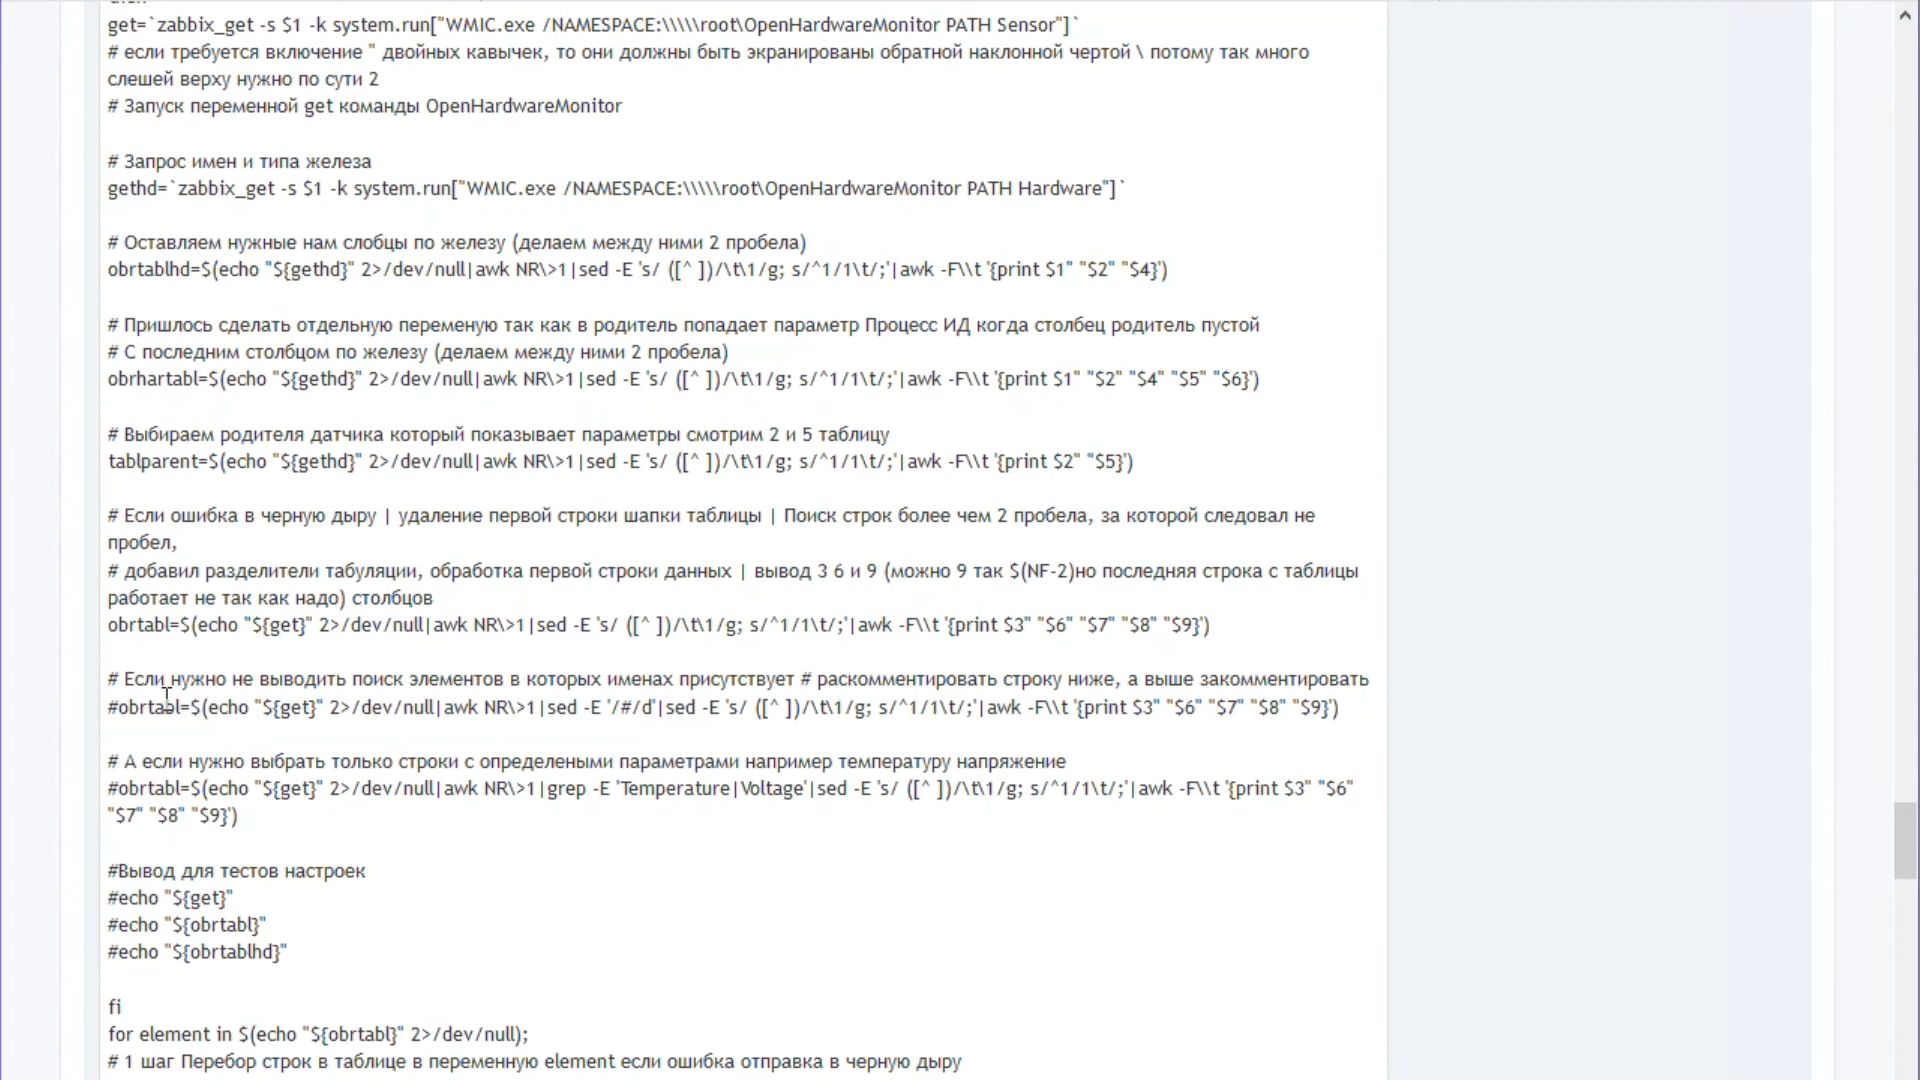 get=`zabbix_get -s $1 -k system.run["WMIC.exe /NAMESPACE:\\\\\root\OpenHardwareMonitor PATH Sensor"]`
# если требуется включение " двойных кавычек, то они должны быть экранированы обратной наклонной чертой \ потому так много
слешей верху нужно по сути 2
# Запуск переменной get команды OpenHardwareMonitor
# Запрос имен и типа железа
gethd=`zabbix_get -s $1 -k system.run["WMIC.exe /NAMESPACE:\\\\\root\OpenHardwareMonitor PATH Hardware"]`
# Оставляем нужные нам слобцы по железу (делаем между ними 2 пробела)
obrtablhd=$(echo "${gethd}" 2>/dev/null|awk NR\>1|sed -E 's/ ([^ ])/\t\1/g; s/^1/1\t/;'|awk -F\\t '{print $1" "$2" "$4}')
# Пришлось сделать отдельную переменую так как в родитель попадает параметр Процесс ИД когда столбец родитель пустой
# С последним столбцом по железу (делаем между ними 2 пробела)
obrhartabl=$(echo "${gethd}" 2>/dev/null|awk NR\>1|sed -E 's/ ([^ ])/\t\1/g; s/^1/1\t/;'|awk -F\\t '{print $1" "$2" "$4" "$5" "$6}')
# Выбираем родителя датчика который показывает параметры смотрим 2 и 5 таблицу
tablparent=$(echo "${gethd}" 2>/dev/null|awk NR\>1|sed -E 's/ ([^ ])/\t\1/g; s/^1/1\t/;'|awk -F\\t '{print $2" "$5}')
# Если ошибка в черную дыру | удаление первой строки шапки таблицы | Поиск строк более чем 2 пробела, за которой следовал не
пробел,
# добавил разделители табуляции, обработка первой строки данных | вывод 3 6 и 9 (можно 9 так $(NF-2)но последняя строка с таблицы
работает не так как надо) столбцов
obrtabl=$(echo "${get}" 2>/dev/null|awk NR\>1|sed -E 's/ ([^ ])/\t\1/g; s/^1/1\t/;'|awk -F\\t '{print $3" "$6" "$7" "$8" "$9}')
# Если нужно не выводить поиск элементов в которых именах присутствует # раскомментировать строку ниже, а выше закомментировать
#obrtabl=$(echo "${get}" 2>/dev/null|awk NR\>1|sed -E '/#/d'|sed -E 's/ ([^ ])/\t\1/g; s/^1/1\t/;'|awk -F\\t '{print $3" "$6" "$7" "$8" "$9}')
# А если нужно выбрать только строки с определеными параметрами например температуру напряжение
#obrtabl=$(echo "${get}" 2>/dev/null|awk NR\>1|grep -E 'Temperature|Voltage'|sed -E 's/ ([^ ])/\t\1/g; s/^1/1\t/;'|awk -F\\t '{print $3" "$6"
"$7" "$8" "$9}')
#Вывод для тестов настроек
#echo "${get}"
#echo "${obrtabl}"
#echo "${obrtablhd}"
fi
for element in $(echo "${obrtabl}" 2>/dev/null);
# 1 шаг Перебор строк в таблице в переменную element если ошибка отправка в черную дыру